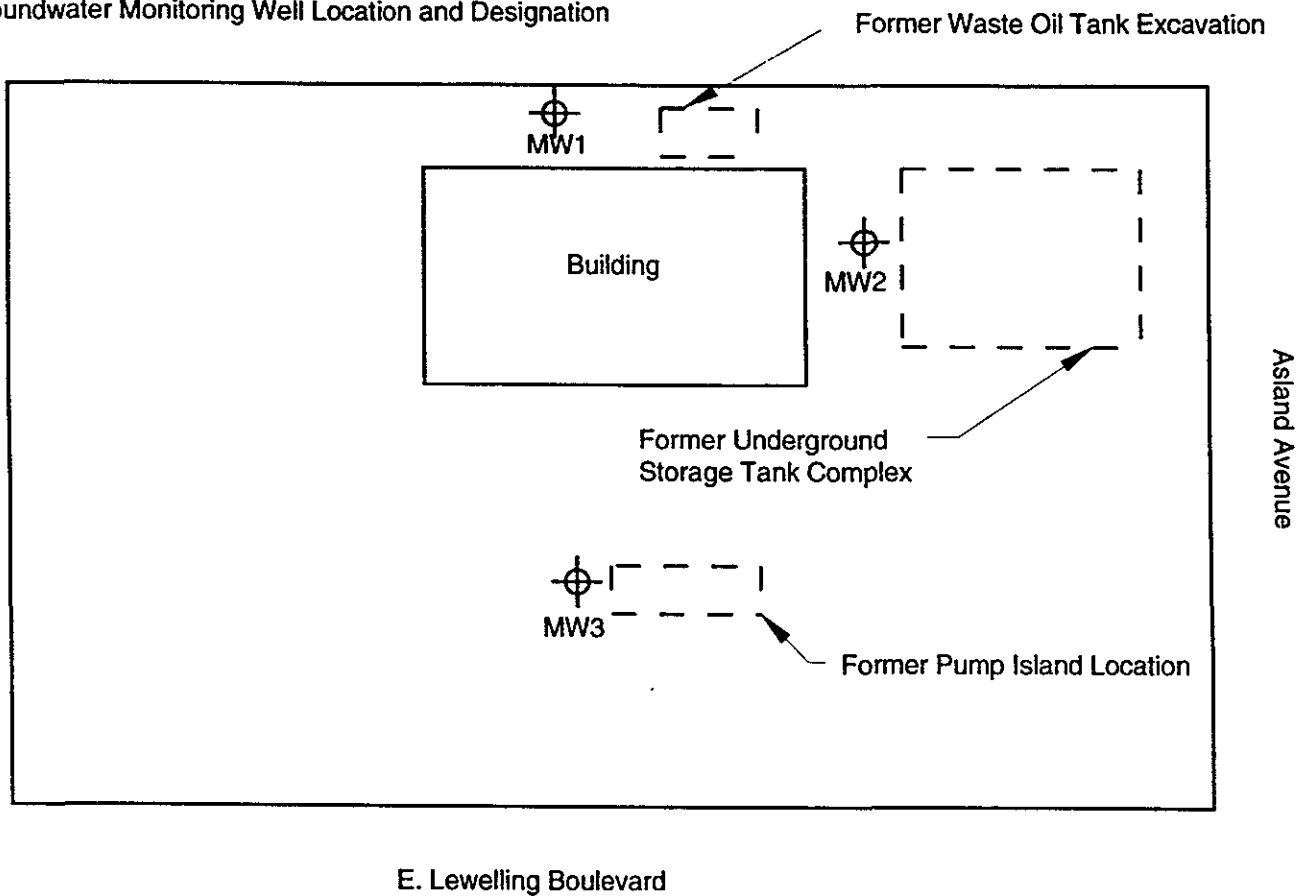 Groundwater Monitoring Well Location and Designation
Former Waste Oil Tank Excavation
MW1
Building
MW2
Former Underground
Storage Tank Complex
Asland Avenue
MW3
Former Pump Island Location
E. Lewelling Boulevard